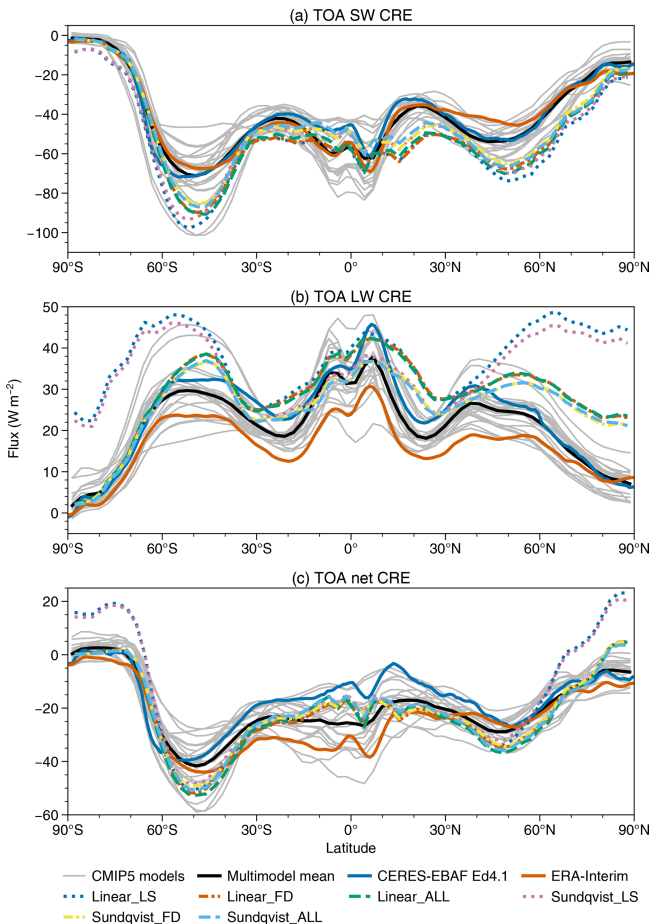 (a) TOA SW CRE
0
−20
−40
−60
−80
−100
90°S 60°S 30°S 0° 30°N 60°N 90°N
(b) TOA LW CRE
50
40
30
20
10
0
Flux (W m⁻²)
90°S 60°S 30°S 0° 30°N 60°N 90°N
(c) TOA net CRE
20
0
−20
−40
−60
90°S 60°S 30°S 0° 30°N 60°N 90°N
Latitude
CMIP5 models Multimodel mean CERES-EBAF Ed4.1 ERA-Interim
Linear_LS Linear_FD Linear_ALL Sundqvist_LS
Sundqvist_FD Sundqvist_ALL